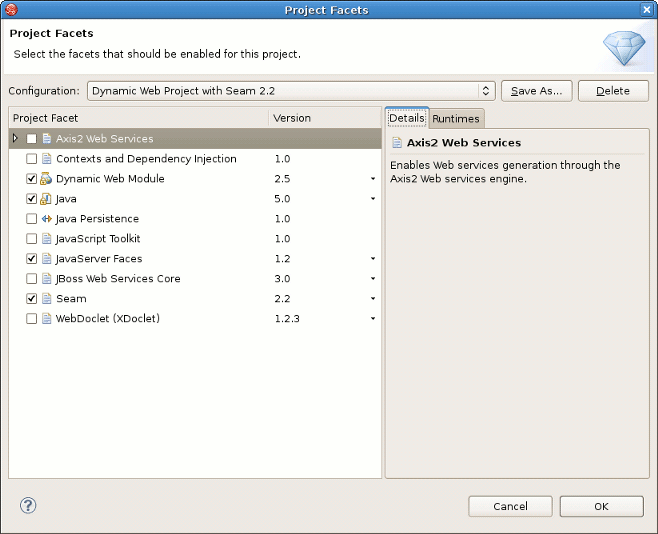 Project Facets
Project Facets
Select the facets that should be enabled for this project.
Configuration: Dynamic Web Project with Seam 2.2 Save As... Delete
Project Facet Version Details Runtimes
Axis2 Web Services
Axis2 Web Services
Contexts and Dependency Injection 1.0
Enables Web services generation through the
Dynamic Web Module 2.5
Axis2 Web services engine.
Java 5.0
Java Persistence 1.0
JavaScript Toolkit 1.0
JavaServer Faces 1.2
JBoss Web Services Core 3.0
Seam 2.2
WebDoclet (XDoclet) 1.2.3
? Cancel OK